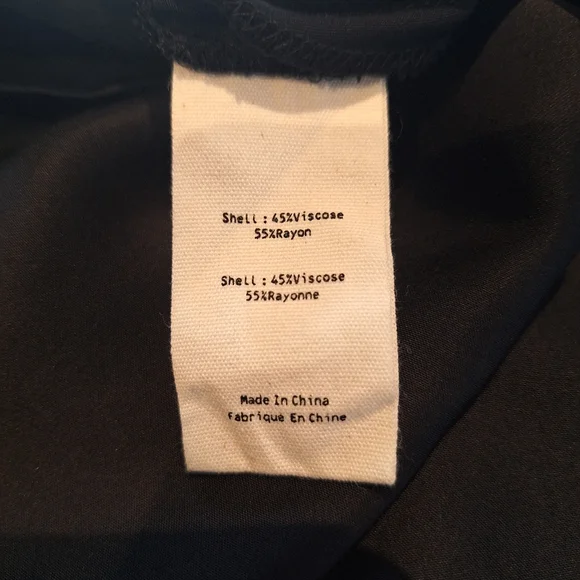 Shell : 45%Viscose
55%Rayon
Shell : 45%Viscose
55%Rayonne
Made In China
Fabrique En Chine